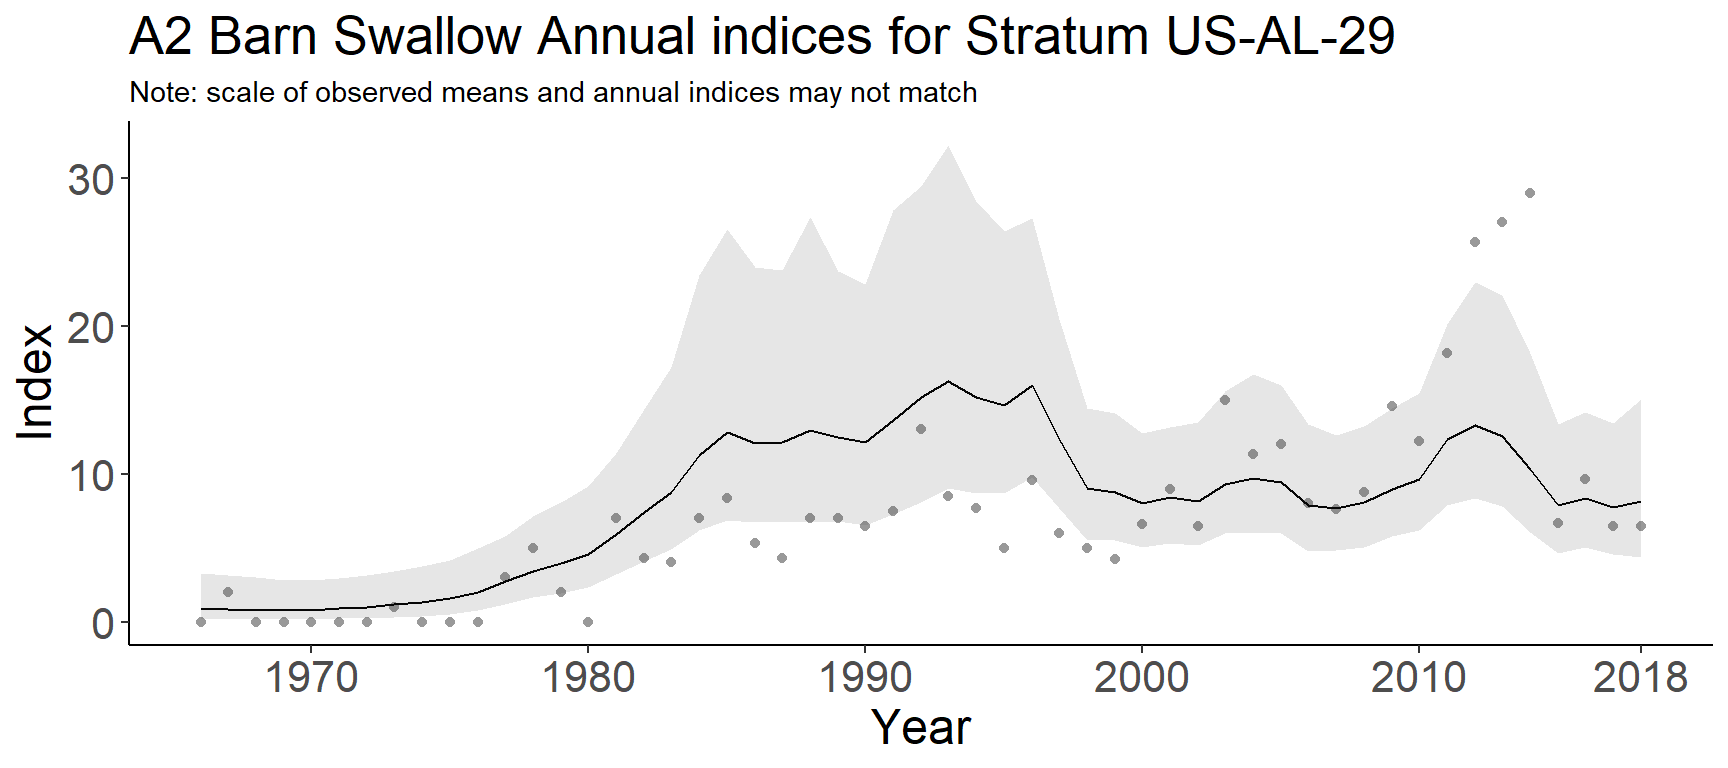 A2 Barn Swallow Annual indices for Stratum US-AL-29
Note: scale of observed means and annual indices may not match
Index
30
20
10
0
1970 1980 1990 2000 2010 2018
Year